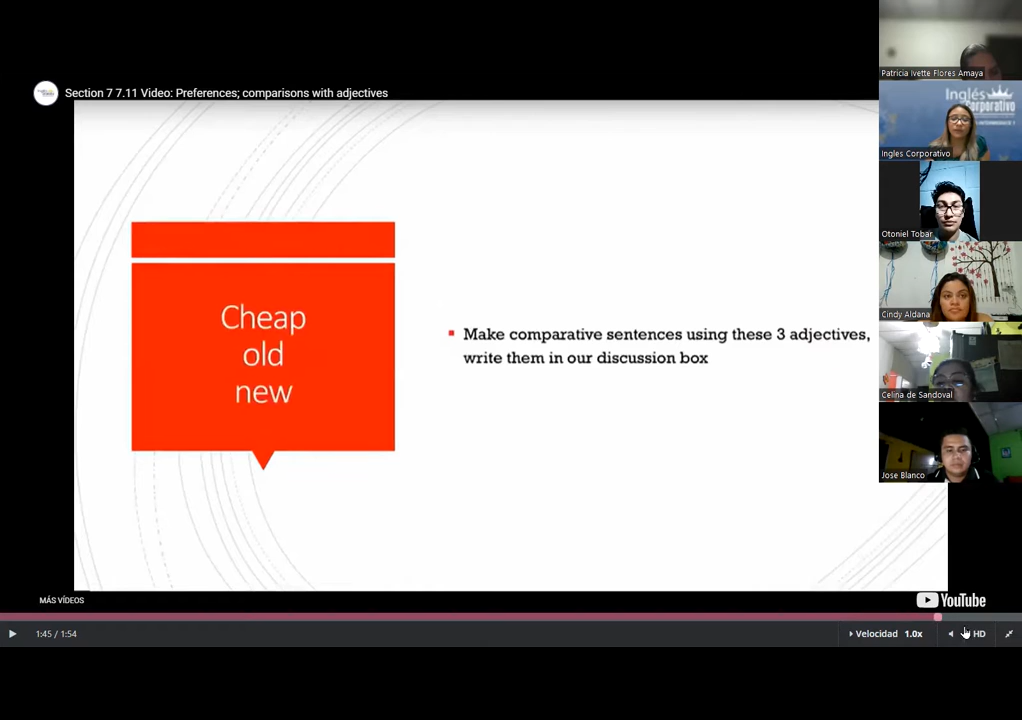 Section 7 7.11 Video: Preferences; comparisons with adjectives
Cheap
old
new
Make comparative sentences using these 3 adjectives,
write them in our discussion box
Patricia Ivette Flores Amaya
Inglés
Corporativo
Ingles Corporativo
Otoniel Tobar
Cindy Aldana
Celina de Sandoval
Jose Blanco
MÁS VÍDEOS
YouTube
1:45 / 1:54
Velocidad 1.0x
HD